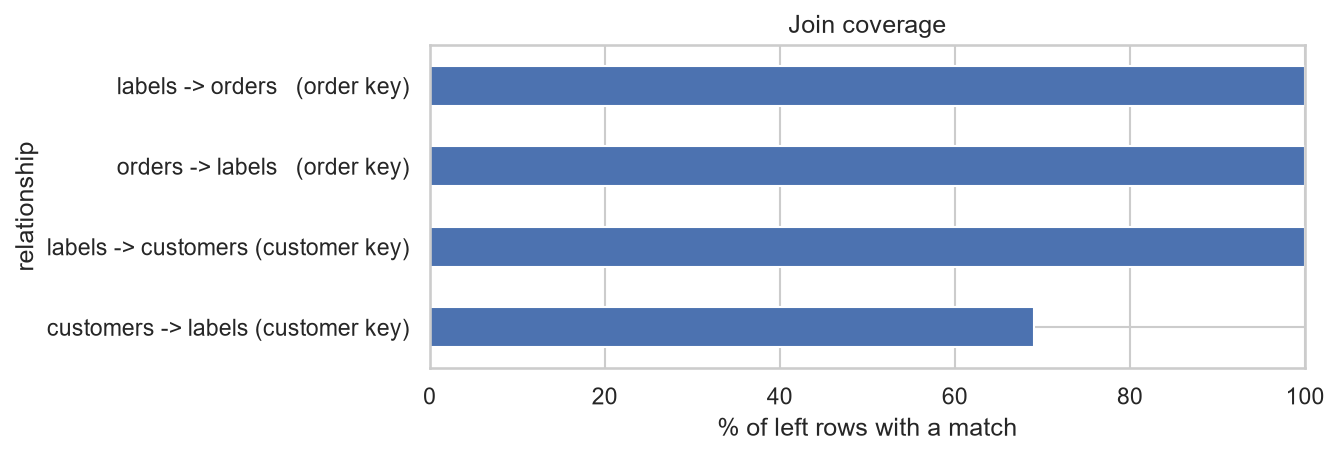 Join coverage
labels -> orders   (order key)
orders -> labels   (order key)
labels -> customers (customer key)
customers -> labels (customer key)
relationship
0 20 40 60 80 100
% of left rows with a match